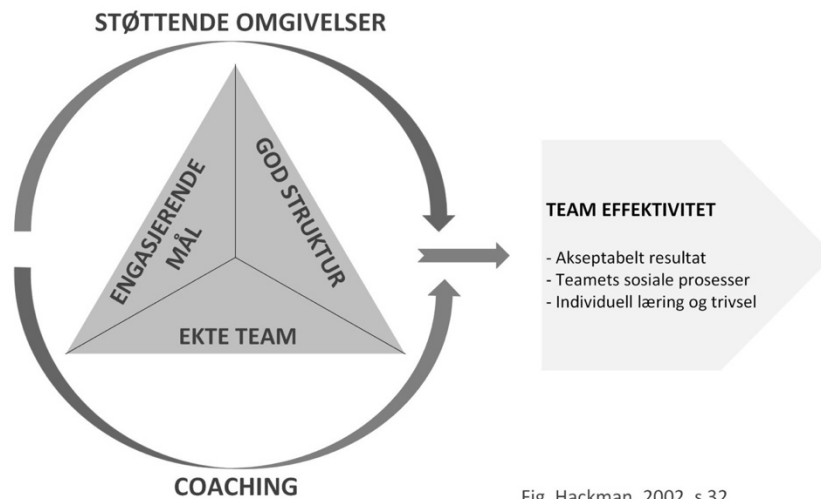 STØTTENDE OMGIVELSER
ENGASJERENDE
MÅL
GOD STRUKTUR
EKTE TEAM
COACHING
TEAM EFFEKTIVITET
- Akseptabelt resultat
- Teamets sosiale prosesser
- Individuell læring og trivsel
Fig. Hackman, 2002, s.32